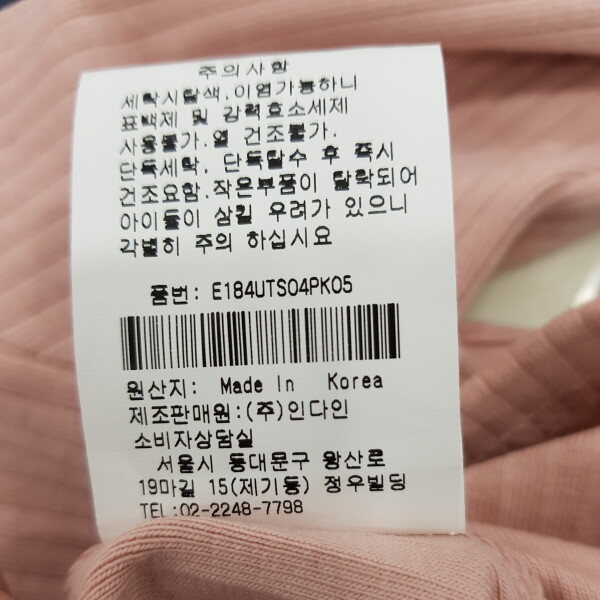 주의사항
세탁시탈색.이염가능하니
표백제 및 강력효소세제
사용불가.열 건조불가.
단독세탁, 단독탈수 후 즉시
건조요함.작은부품이 탈락되어
아이들이 삼킬 우려가 있으니
각별히 주의 하십시요
품번: E184UTS04PK05
원산지: Made In Korea
제조판매원:(주)인다인
소비자상담실
서울시 동대문구 왕산로
19마길 15(제기동) 정우빌딩
TEL:02-2248-7798